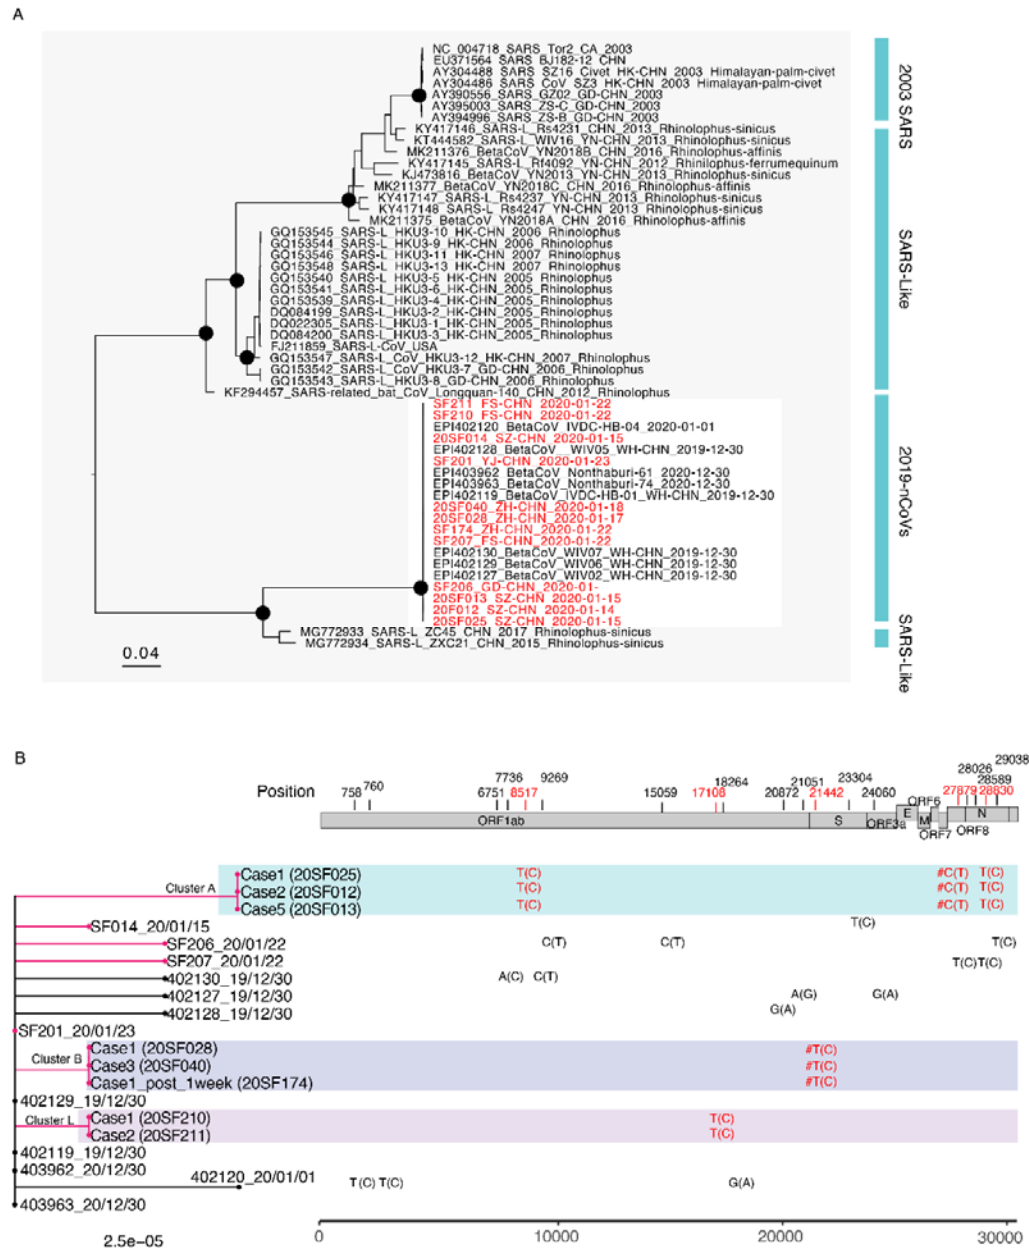 A
NC_004718_SARS_Tor2_CA_2003
EU371564_SARS_BJ182-12_CHN
AY304488_SARS_SZ16_Civet_HK-CHN_2003_Himalayan-palm-civet
AY304486_SARS_CoV_SZ3_HK-CHN_2003_Himalayan-palm-civet
AY390556_SARS_GZ02_GD-CHN_2003
AY395003_SARS_ZS-C_GD-CHN_2003
AY394996_SARS_ZS-B_GD-CHN_2003
KY417146_SARS-L_Rs4231_CHN_2013_Rhinolophus-sinicus
KT444582_SARS-L_WIV16_YN-CHN_2013_Rhinolophus-sinicus
MK211376_BetaCoV_YN2018B_CHN_2016_Rhinolophus-affinis
KY417145_SARS-L_Rf4092_YN-CHN_2012_Rhinilophus-ferrumequinum
KJ473816_BetaCoV_YN2013_YN-CHN_2013_Rhinolophus-sinicus
MK211377_BetaCoV_YN2018C_CHN_2016_Rhinolophus-affinis
KY417147_SARS-L_Rs4237_YN-CHN_2013_Rhinolophus-sinicus
KY417148_SARS-L_Rs4247_YN-CHN_2013_Rhinolophus-sinicus
MK211375_BetaCoV_YN2018A_CHN_2016_Rhinolophus-affinis
GQ153545_SARS-L_HKU3-10_HK-CHN_2006_Rhinolophus
GQ153544_SARS-L_HKU3-9_HK-CHN_2006_Rhinolophus
GQ153546_SARS-L_HKU3-11_HK-CHN_2007_Rhinolophus
GQ153548_SARS-L_HKU3-13_HK-CHN_2007_Rhinolophus
GQ153540_SARS-L_HKU3-5_HK-CHN_2005_Rhinolophus
GQ153541_SARS-L_HKU3-6_HK-CHN_2005_Rhinolophus
GQ153539_SARS-L_HKU3-4_HK-CHN_2005_Rhinolophus
DQ084199_SARS-L_HKU3-2_HK-CHN_2005_Rhinolophus
DQ022305_SARS-L_HKU3-1_HK-CHN_2005_Rhinolophus
DQ084200_SARS-L_HKU3-3_HK-CHN_2005_Rhinolophus
FJ211859_SARS-L-CoV_USA
GQ153547_SARS-L_CoV_HKU3-12_HK-CHN_2007_Rhinolophus
GQ153542_SARS-L_CoV_HKU3-7_GD-CHN_2006_Rhinolophus
GQ153543_SARS-L_HKU3-8_GD-CHN_2006_Rhinolophus
KF294457_SARS-related_bat_CoV_Longquan-140_CHN_2012_Rhinolophus
SF211_FS-CHN_2020-01-22
SF210_FS-CHN_2020-01-22
EPI402120_BetaCoV_IVDC-HB-04_2020-01-01
20SF014_SZ-CHN_2020-01-15
EPI402128_BetaCoV__WIV05_WH-CHN_2019-12-30
SF201_YJ-CHN_2020-01-23
EPI403962_BetaCoV_Nonthaburi-61_2020-12-30
EPI403963_BetaCoV_Nonthaburi-74_2020-12-30
EPI402119_BetaCoV_IVDC-HB-01_WH-CHN_2019-12-30
20SF040_ZH-CHN_2020-01-18
20SF028_ZH-CHN_2020-01-17
SF174_ZH-CHN_2020-01-22
SF207_FS-CHN_2020-01-22
EPI402130_BetaCoV_WIV07_WH-CHN_2019-12-30
EPI402129_BetaCoV_WIV06_WH-CHN_2019-12-30
EPI402127_BetaCoV_WIV02_WH-CHN_2019-12-30
SF206_GD-CHN_2020-01-
20SF013_SZ-CHN_2020-01-15
20F012_SZ-CHN_2020-01-14
20SF025_SZ-CHN_2020-01-15
MG772933_SARS-L_ZC45_CHN_2017_Rhinolophus-sinicus
MG772934_SARS-L_ZXC21_CHN_2015_Rhinolophus-sinicus
0.04
2003 SARS
SARS-Like
2019-nCoVs
SARS-Like
B
Position
758 760 6751 7736 8517 9269 15059 17108 18264 20872 21051 21442 23304 24060 27879 28026 28589 28830 29038
ORF1ab S ORF3a E M ORF6 ORF7 ORF8 N
Cluster A
Case1 (20SF025) T(C) #C(T) T(C)
Case2 (20SF012) T(C) #C(T) T(C)
Case5 (20SF013) T(C) #C(T) T(C)
SF014_20/01/15 T(C)
SF206_20/01/22 C(T) C(T) T(C)
SF207_20/01/22 T(C)T(C)
402130_19/12/30 A(C) C(T)
402127_19/12/30 A(G) G(A)
402128_19/12/30 G(A)
SF201_20/01/23
Cluster B
Case1 (20SF028) #T(C)
Case3 (20SF040) #T(C)
Case1_post_1week (20SF174) #T(C)
402129_19/12/30
Cluster L
Case1 (20SF210) T(C)
Case2 (20SF211) T(C)
402119_19/12/30
403962_20/12/30
402120_20/01/01 T(C) T(C) G(A)
403963_20/12/30
2.5e-05
0 10000 20000 30000